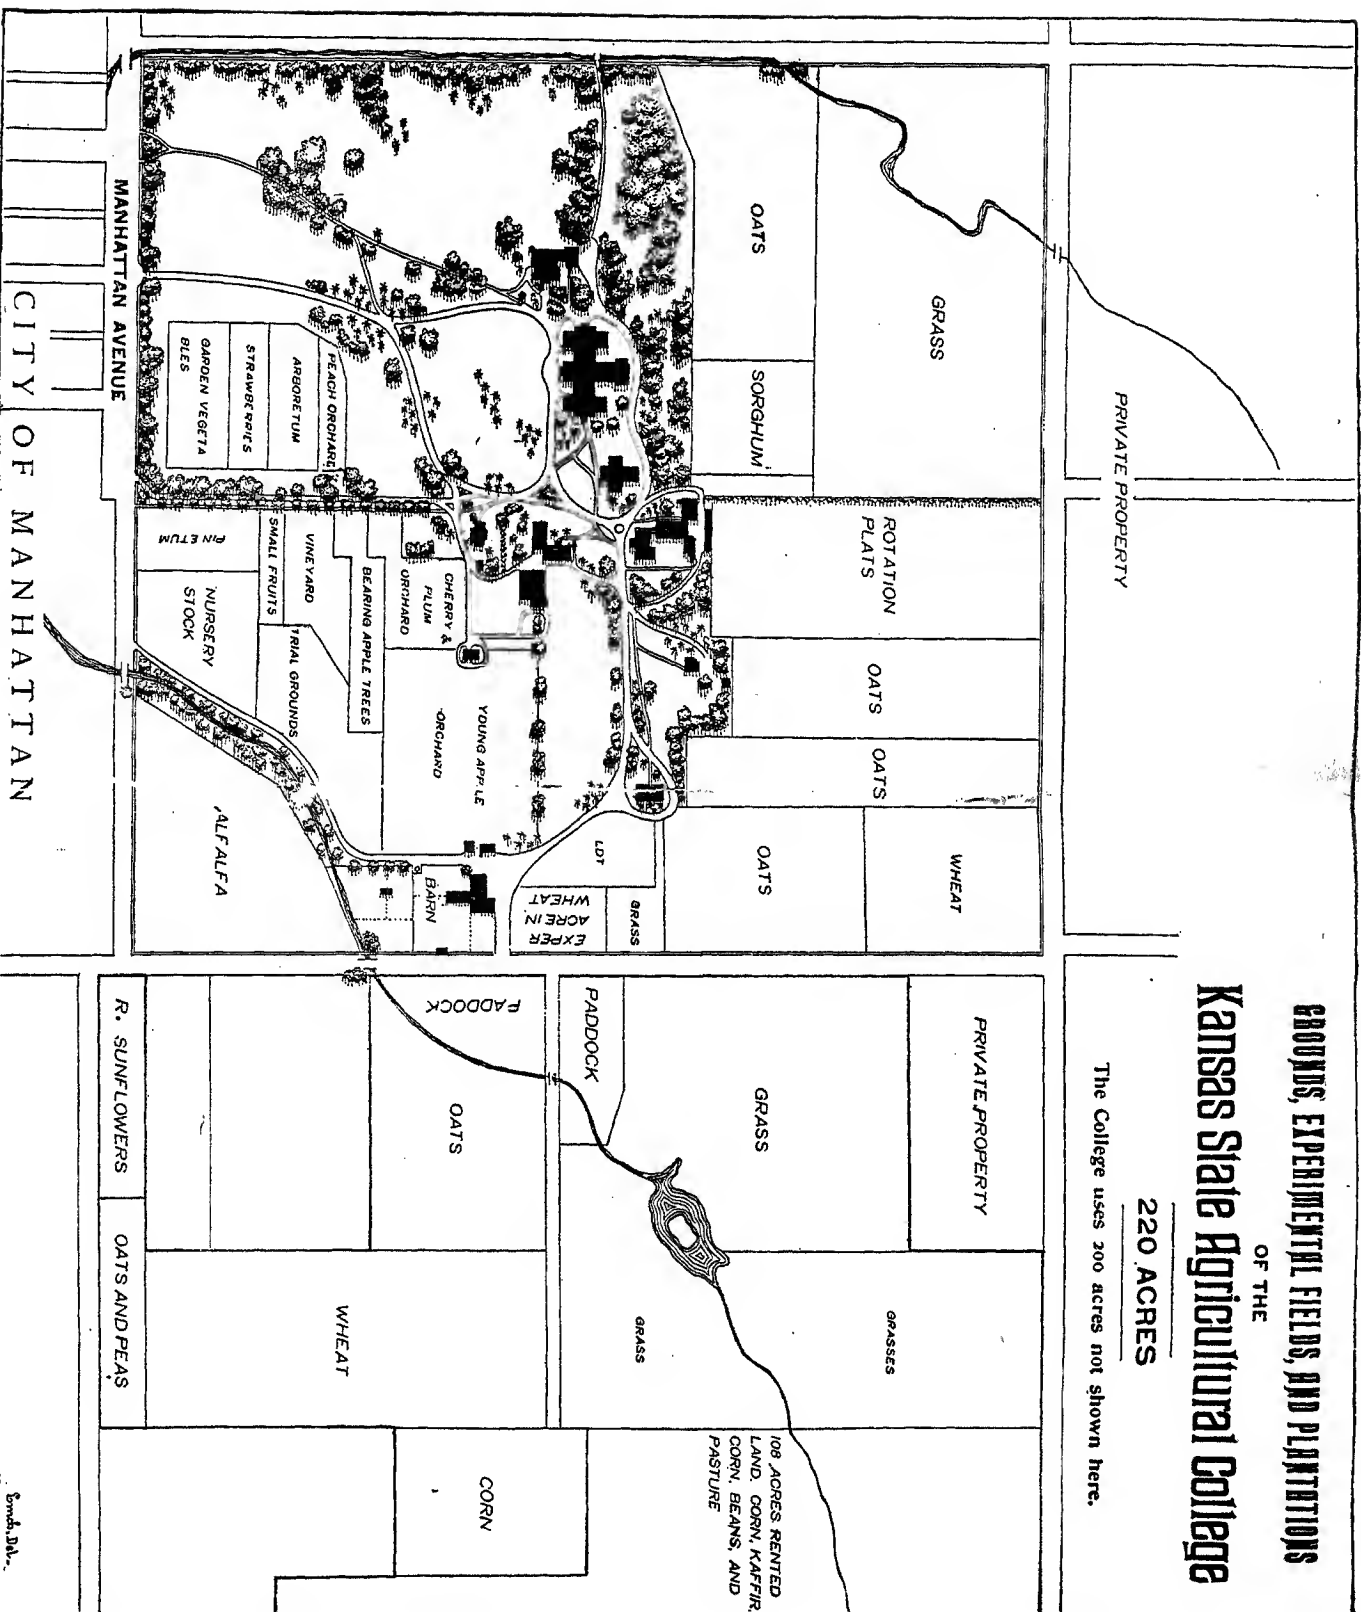 GROUNDS, EXPERIMENTAL FIELDS, AND PLANTATIONS
OF THE
Kansas State Agricultural College
220 ACRES
The College uses 200 acres not shown here.
PRIVATE PROPERTY
GRASS
OATS
SORGHUM
ROTATION
PLATS
OATS
OATS
OATS
WHEAT
LOT
GRASS
EXPER
ACRE IN
WHEAT
BARN
PEACH ORCHARD
ARBORETUM
STRAWBERRIES
GARDEN VEGETA
BLES
PINETUM
SMALL FRUITS
VINEYARD
BEARING APPLE TREES
CHERRY &
PLUM
ORCHARD
NURSERY
STOCK
TRIAL GROUNDS
YOUNG APPLE
ORCHARD
ALFALFA
MANHATTAN AVENUE
CITY OF MANHATTAN
PRIVATE PROPERTY
GRASS
PADDOCK
PADDOCK
OATS
R. SUNFLOWERS
OATS AND PEAS
WHEAT
GRASS
GRASSES
CORN
108 ACRES RENTED
LAND. CORN, KAFFIR,
CORN, BEANS, AND
PASTURE